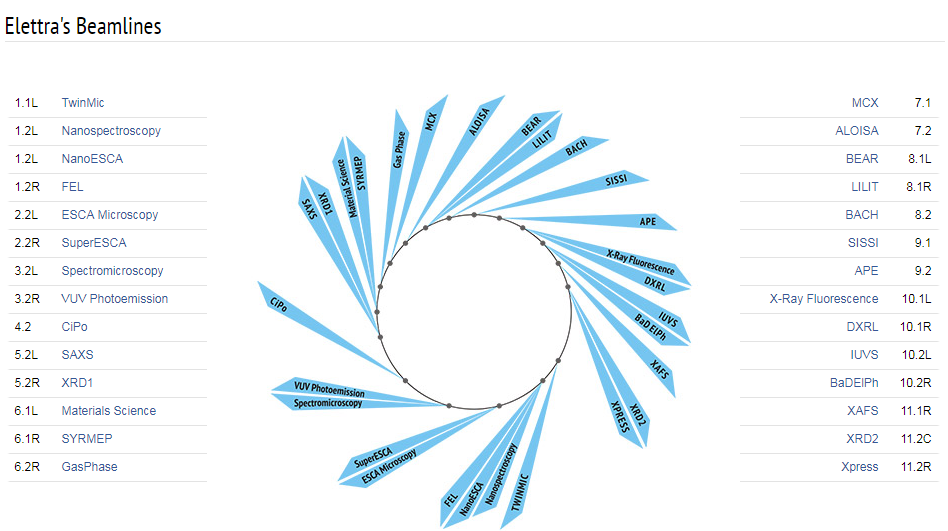 Elettra's Beamlines
1.1L TwinMic
1.2L Nanospectroscopy
1.2L NanoESCA
1.2R FEL
2.2L ESCA Microscopy
2.2R SuperESCA
3.2L Spectromicroscopy
3.2R VUV Photoemission
4.2 CiPo
5.2L SAXS
5.2R XRD1
6.1L Materials Science
6.1R SYRMEP
6.2R GasPhase
SAXS
XRD1
Material Science
SYRMEP
Gas Phase
MCX
ALOISA
BEAR
LILIT
BACH
SISSI
APE
X-Ray Fluorescence
DXRL
IUVS
BaD ElPh
XAFS
XRD2
XPRESS
TWINMIC
Nanospectroscopy
NanoESCA
FEL
ESCA Microscopy
SuperESCA
Spectromicroscopy
VUV Photoemission
CiPo
MCX 7.1
ALOISA 7.2
BEAR 8.1L
LILIT 8.1R
BACH 8.2
SISSI 9.1
APE 9.2
X-Ray Fluorescence 10.1L
DXRL 10.1R
IUVS 10.2L
BaDElPh 10.2R
XAFS 11.1R
XRD2 11.2C
Xpress 11.2R